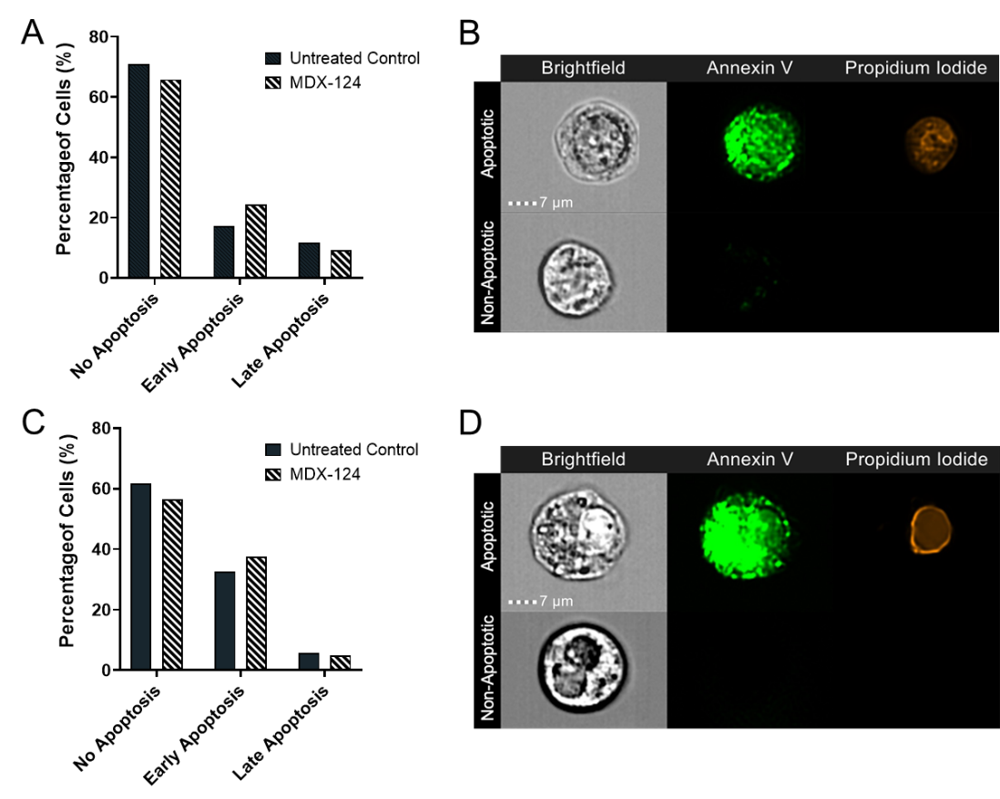 A
Percentageof Cells (%)
80
60
40
20
0
Untreated Control
MDX-124
No Apoptosis
Early Apoptosis
Late Apoptosis
B
Brightfield Annexin V Propidium Iodide
Apoptotic
7 µm
Non-Apoptotic
C
Percentageof Cells (%)
80
60
40
20
0
Untreated Control
MDX-124
No Apoptosis
Early Apoptosis
Late Apoptosis
D
Brightfield Annexin V Propidium Iodide
Apoptotic
7 µm
Non-Apoptotic